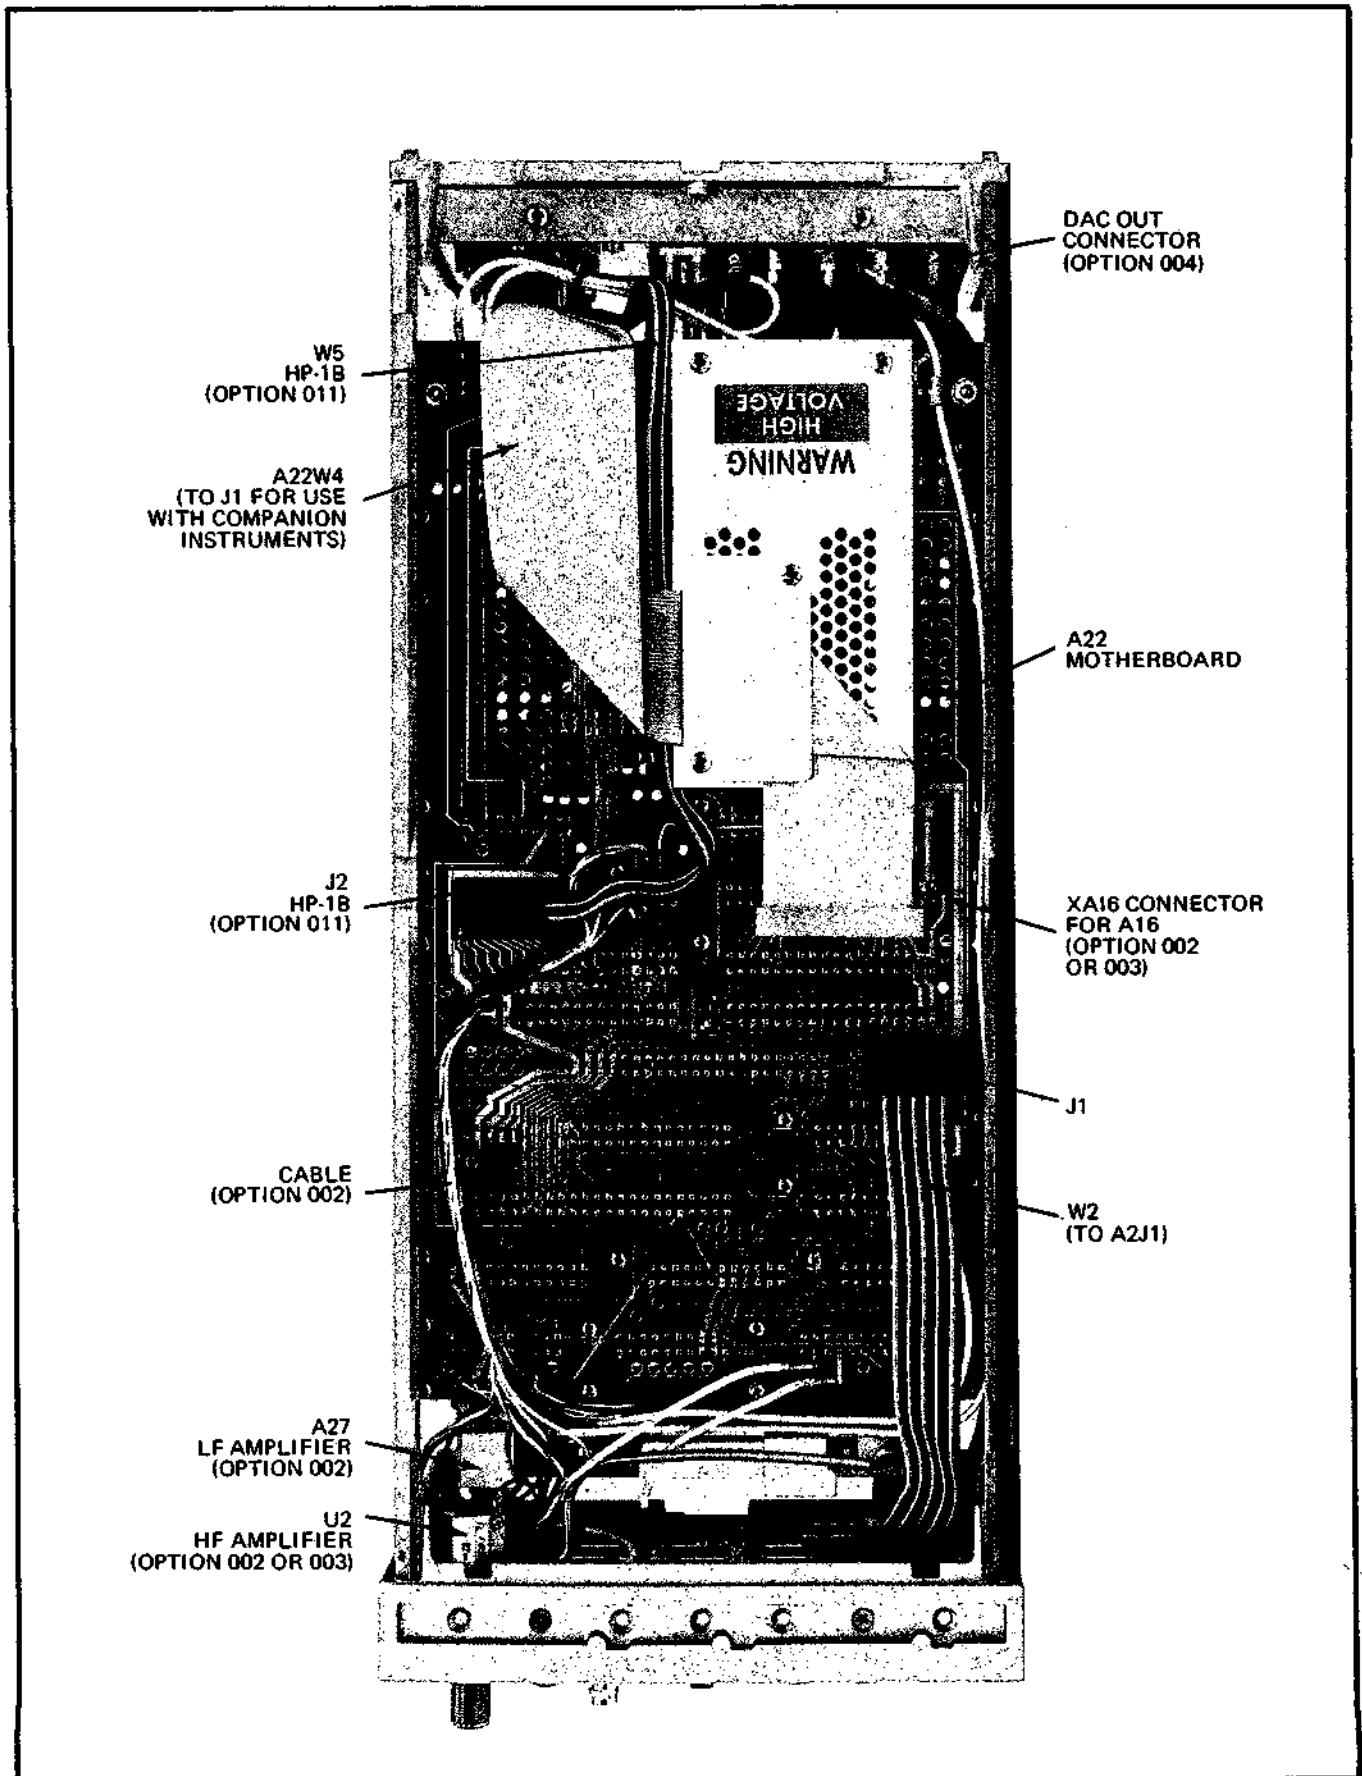 DAC OUT
CONNECTOR
(OPTION 004)
W5
HP-1B
(OPTION 011)
WARNING
HIGH
VOLTAGE
A22W4
(TO J1 FOR USE
WITH COMPANION
INSTRUMENTS)
A22
MOTHERBOARD
J2
HP-1B
(OPTION 011)
XA16 CONNECTOR
FOR A16
(OPTION 002
OR 003)
J1
CABLE
(OPTION 002)
W2
(TO A2J1)
A27
LF AMPLIFIER
(OPTION 002)
U2
HF AMPLIFIER
(OPTION 002 OR 003)